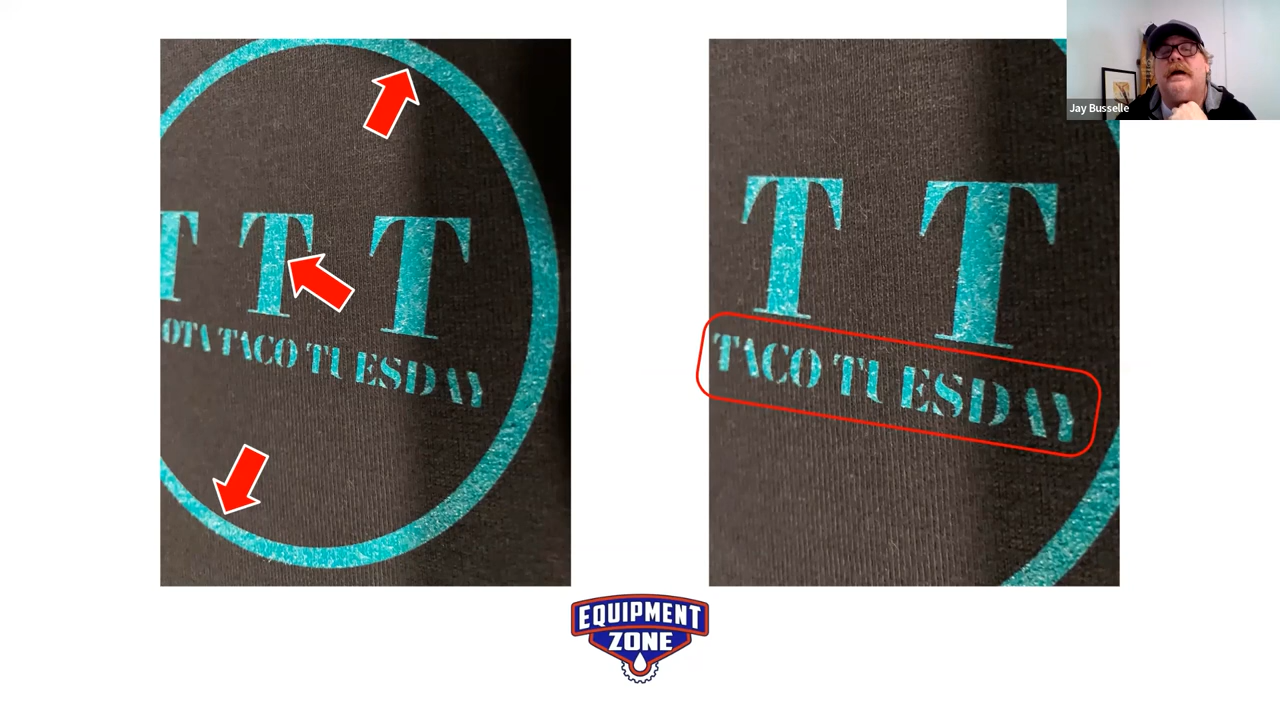 T T T
OTA TACO TUESDAY
T T
TACO TUESDAY
Jay Busselle
EQUIPMENT
ZONE